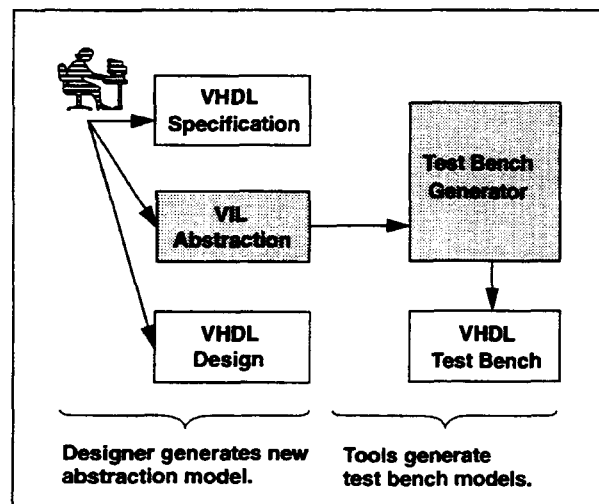 VHDL
Specification
VIL
Abstraction
VHDL
Design
Test Bench
Generator
VHDL
Test Bench
Designer generates new
abstraction model.
Tools generate
test bench models.